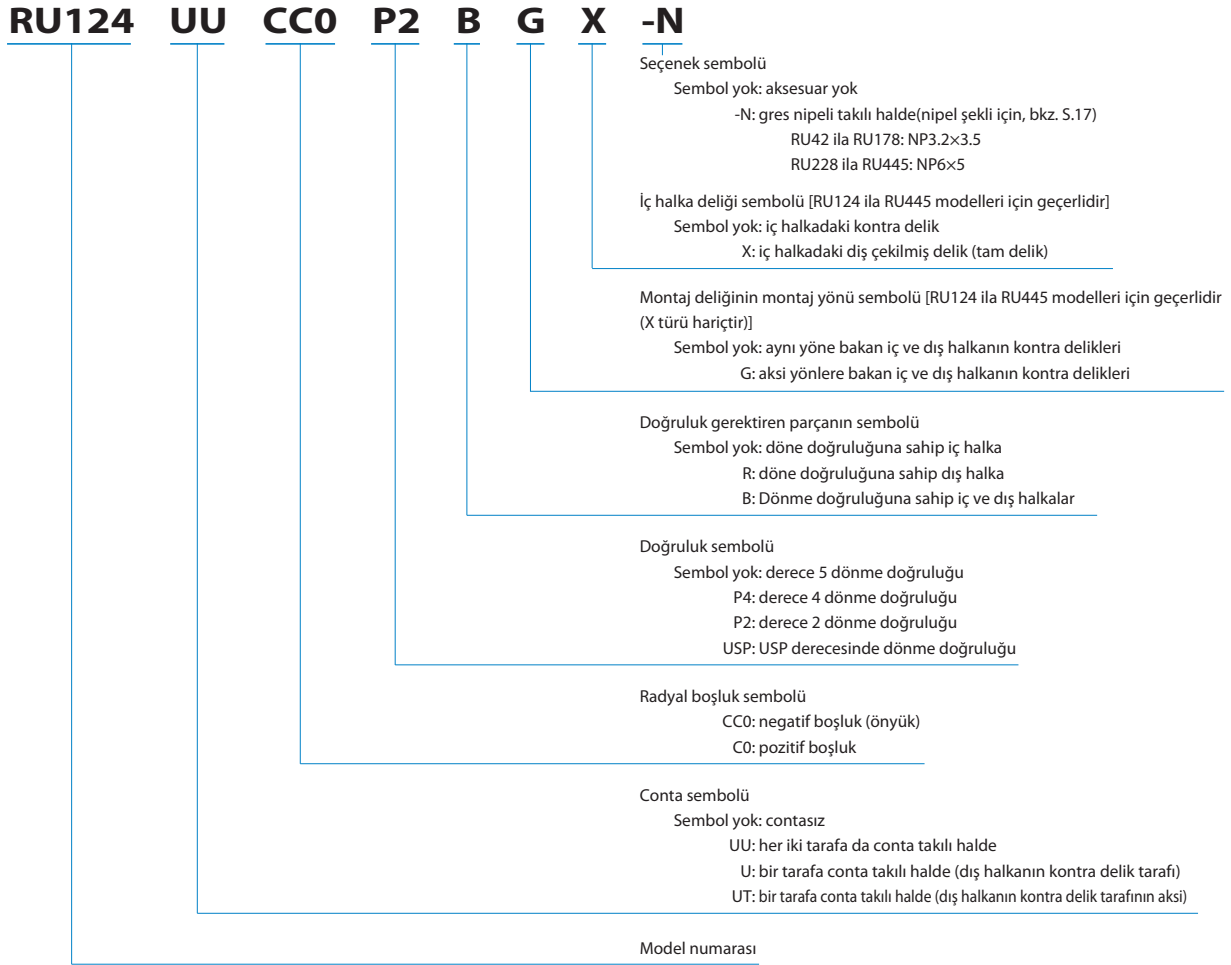 RU124 UU CC0 P2 B G X -N
Seçenek sembolü
Sembol yok: aksesuar yok
-N: gres nipeli takılı halde(nipel şekli için, bkz. S.17)
RU42 ila RU178: NP3.2×3.5
RU228 ila RU445: NP6×5
İç halka deliği sembolü [RU124 ila RU445 modelleri için geçerlidir]
Sembol yok: iç halkadaki kontra delik
X: iç halkadaki diş çekilmiş delik (tam delik)
Montaj deliğinin montaj yönü sembolü [RU124 ila RU445 modelleri için geçerlidir
(X türü hariçtir)]
Sembol yok: aynı yöne bakan iç ve dış halkanın kontra delikleri
G: aksi yönlere bakan iç ve dış halkanın kontra delikleri
Doğruluk gerektiren parçanın sembolü
Sembol yok: döne doğruluğuna sahip iç halka
R: döne doğruluğuna sahip dış halka
B: Dönme doğruluğuna sahip iç ve dış halkalar
Doğruluk sembolü
Sembol yok: derece 5 dönme doğruluğu
P4: derece 4 dönme doğruluğu
P2: derece 2 dönme doğruluğu
USP: USP derecesinde dönme doğruluğu
Radyal boşluk sembolü
CC0: negatif boşluk (önyük)
C0: pozitif boşluk
Conta sembolü
Sembol yok: contasız
UU: her iki tarafa da conta takılı halde
U: bir tarafa conta takılı halde (dış halkanın kontra delik tarafı)
UT: bir tarafa conta takılı halde (dış halkanın kontra delik tarafının aksi)
Model numarası